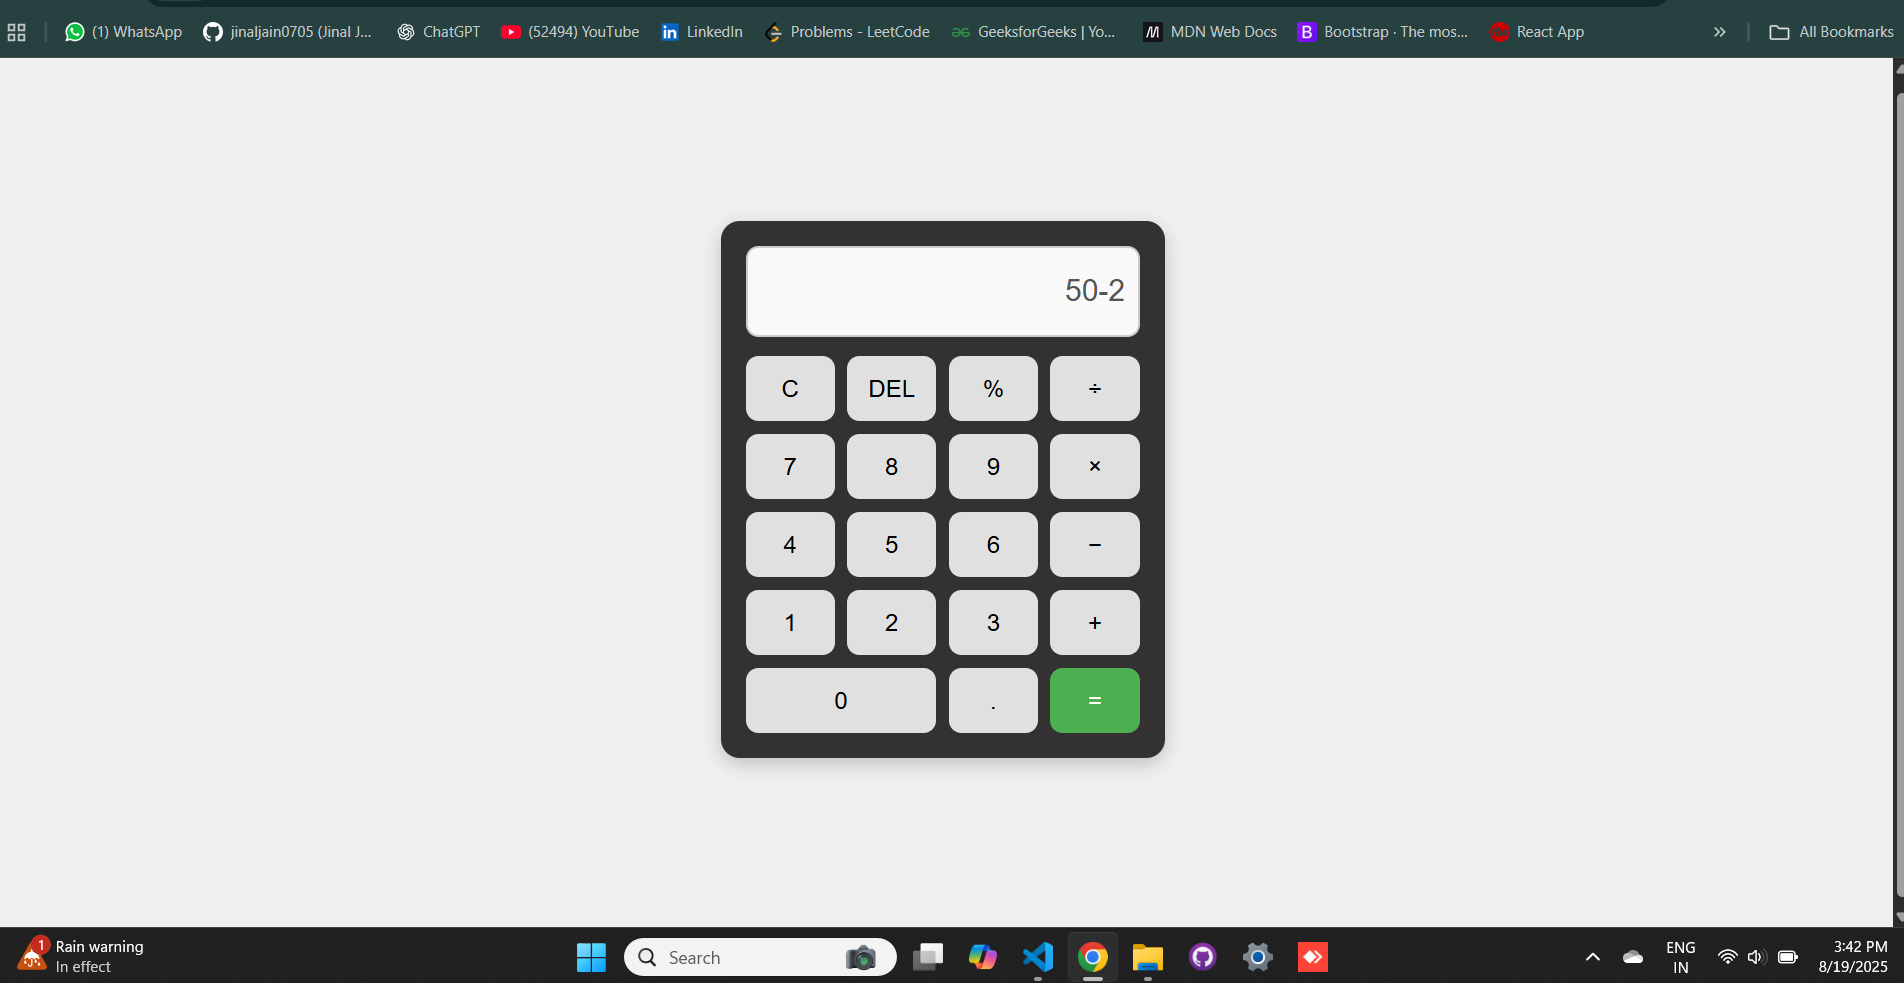 (1) WhatsApp jinaljain0705 (Jinal J... ChatGPT (52494) YouTube LinkedIn Problems - LeetCode GeeksforGeeks | Yo... MDN Web Docs Bootstrap · The mos... React App » All Bookmarks
50-2
C DEL % ÷
7 8 9 ×
4 5 6 −
1 2 3 +
0 . =
1 Rain warning
In effect
Search
ENG
IN
3:42 PM
8/19/2025